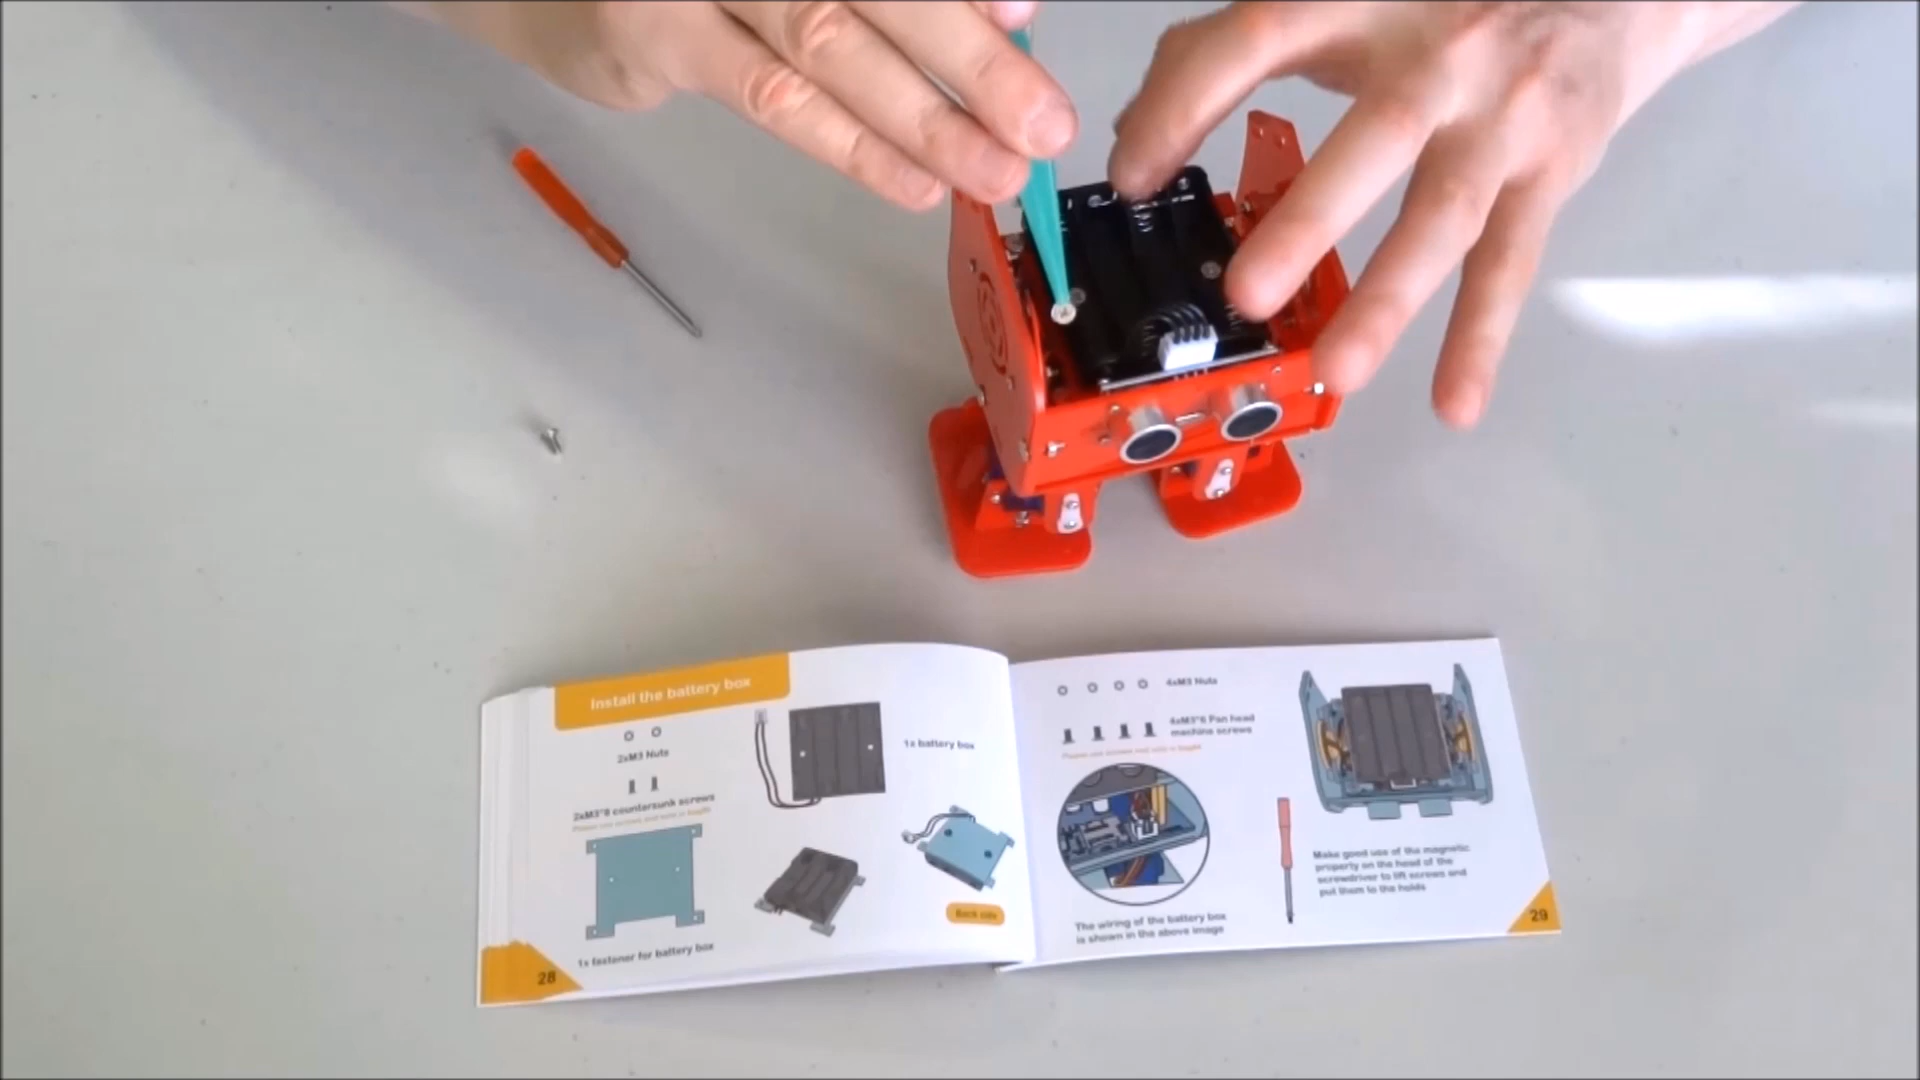 Install the battery box
2xM3 Nuts
2xM3*8 countersunk screws
1x battery box
Back side
1x fastener for battery box
28
4xM3 Nuts
4xM3*6 Pan head
machine screws
The wiring of the battery box
is shown in the above image
Make good use of the magnetic
property on the head of the
screwdriver to lift screws and
put them to the holds
29